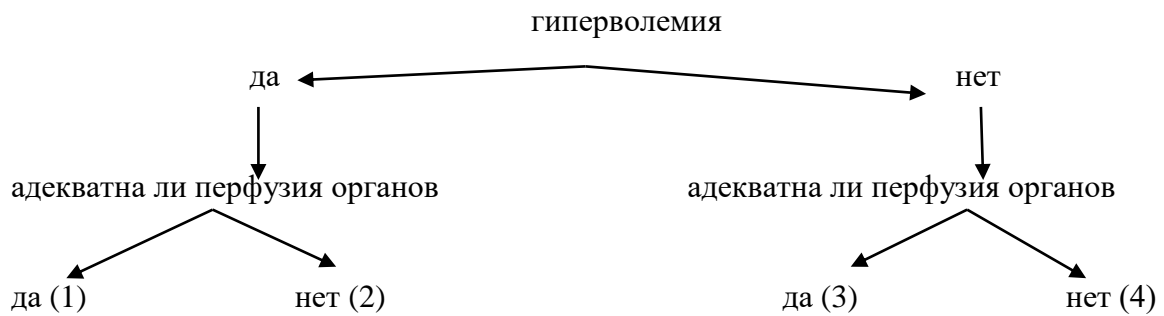 гиперволемия
да нет
адекватна ли перфузия органов адекватна ли перфузия органов
да (1) нет (2) да (3) нет (4)